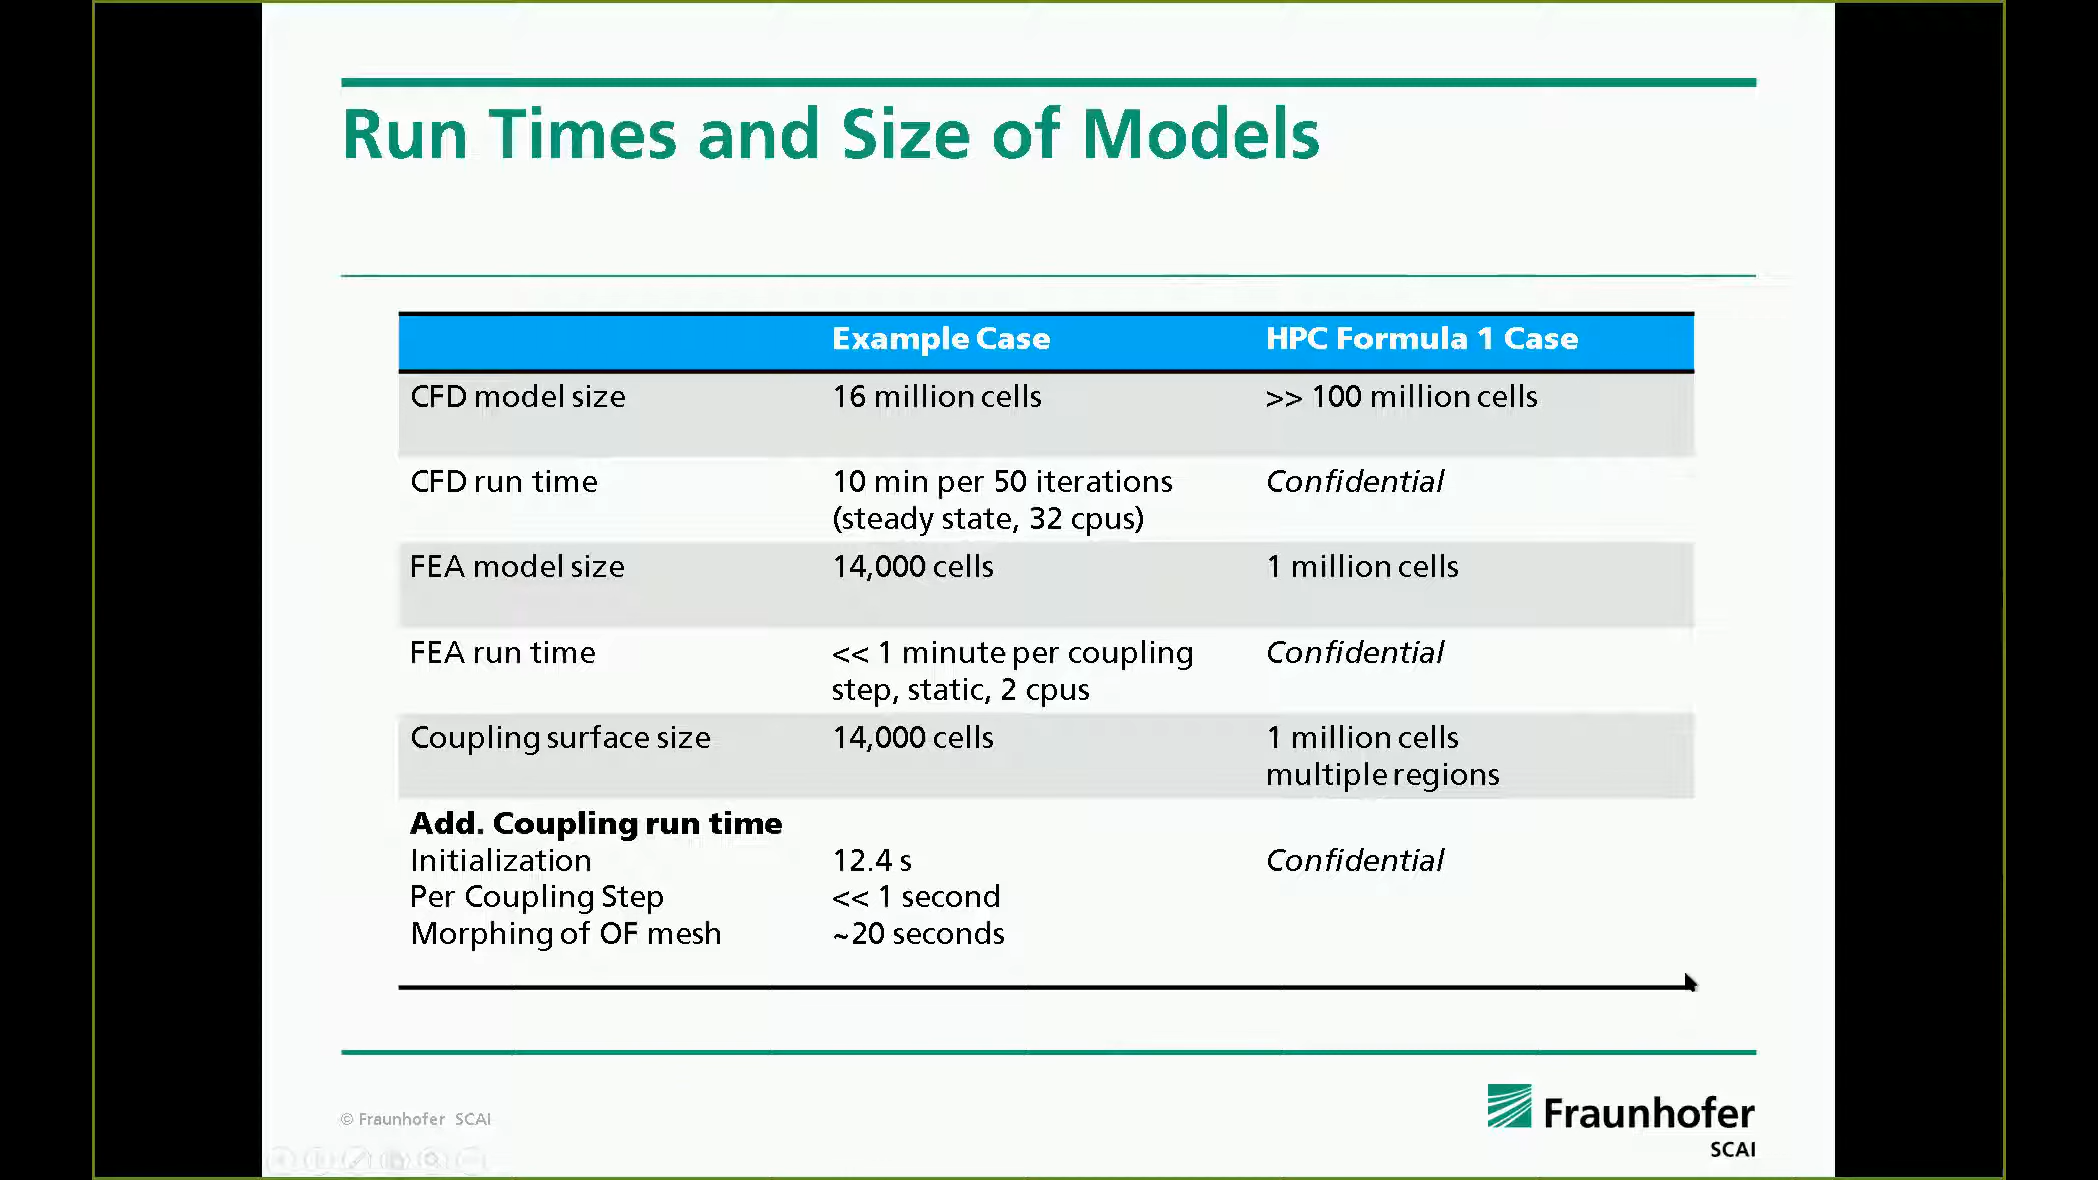 Run Times and Size of Models
Example Case HPC Formula 1 Case
CFD model size 16 million cells >> 100 million cells
CFD run time 10 min per 50 iterations Confidential
(steady state, 32 cpus)
FEA model size 14,000 cells 1 million cells
FEA run time << 1 minute per coupling Confidential
step, static, 2 cpus
Coupling surface size 14,000 cells 1 million cells
multiple regions
Add. Coupling run time
Initialization 12.4 s Confidential
Per Coupling Step << 1 second
Morphing of OF mesh ~20 seconds
© Fraunhofer SCAI
Fraunhofer
SCAI